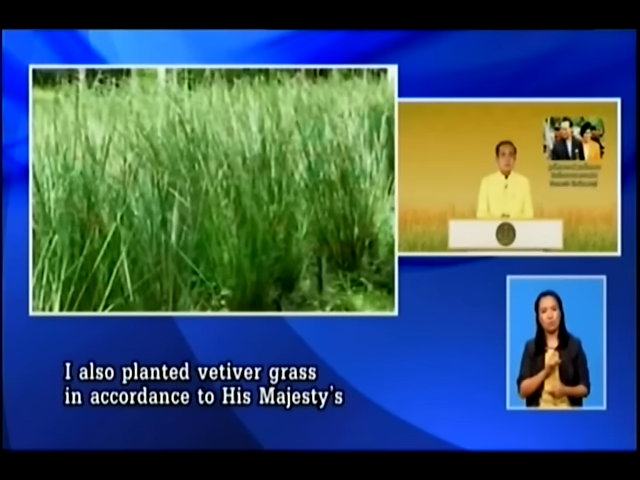 I also planted vetiver grass
in accordance to His Majesty's